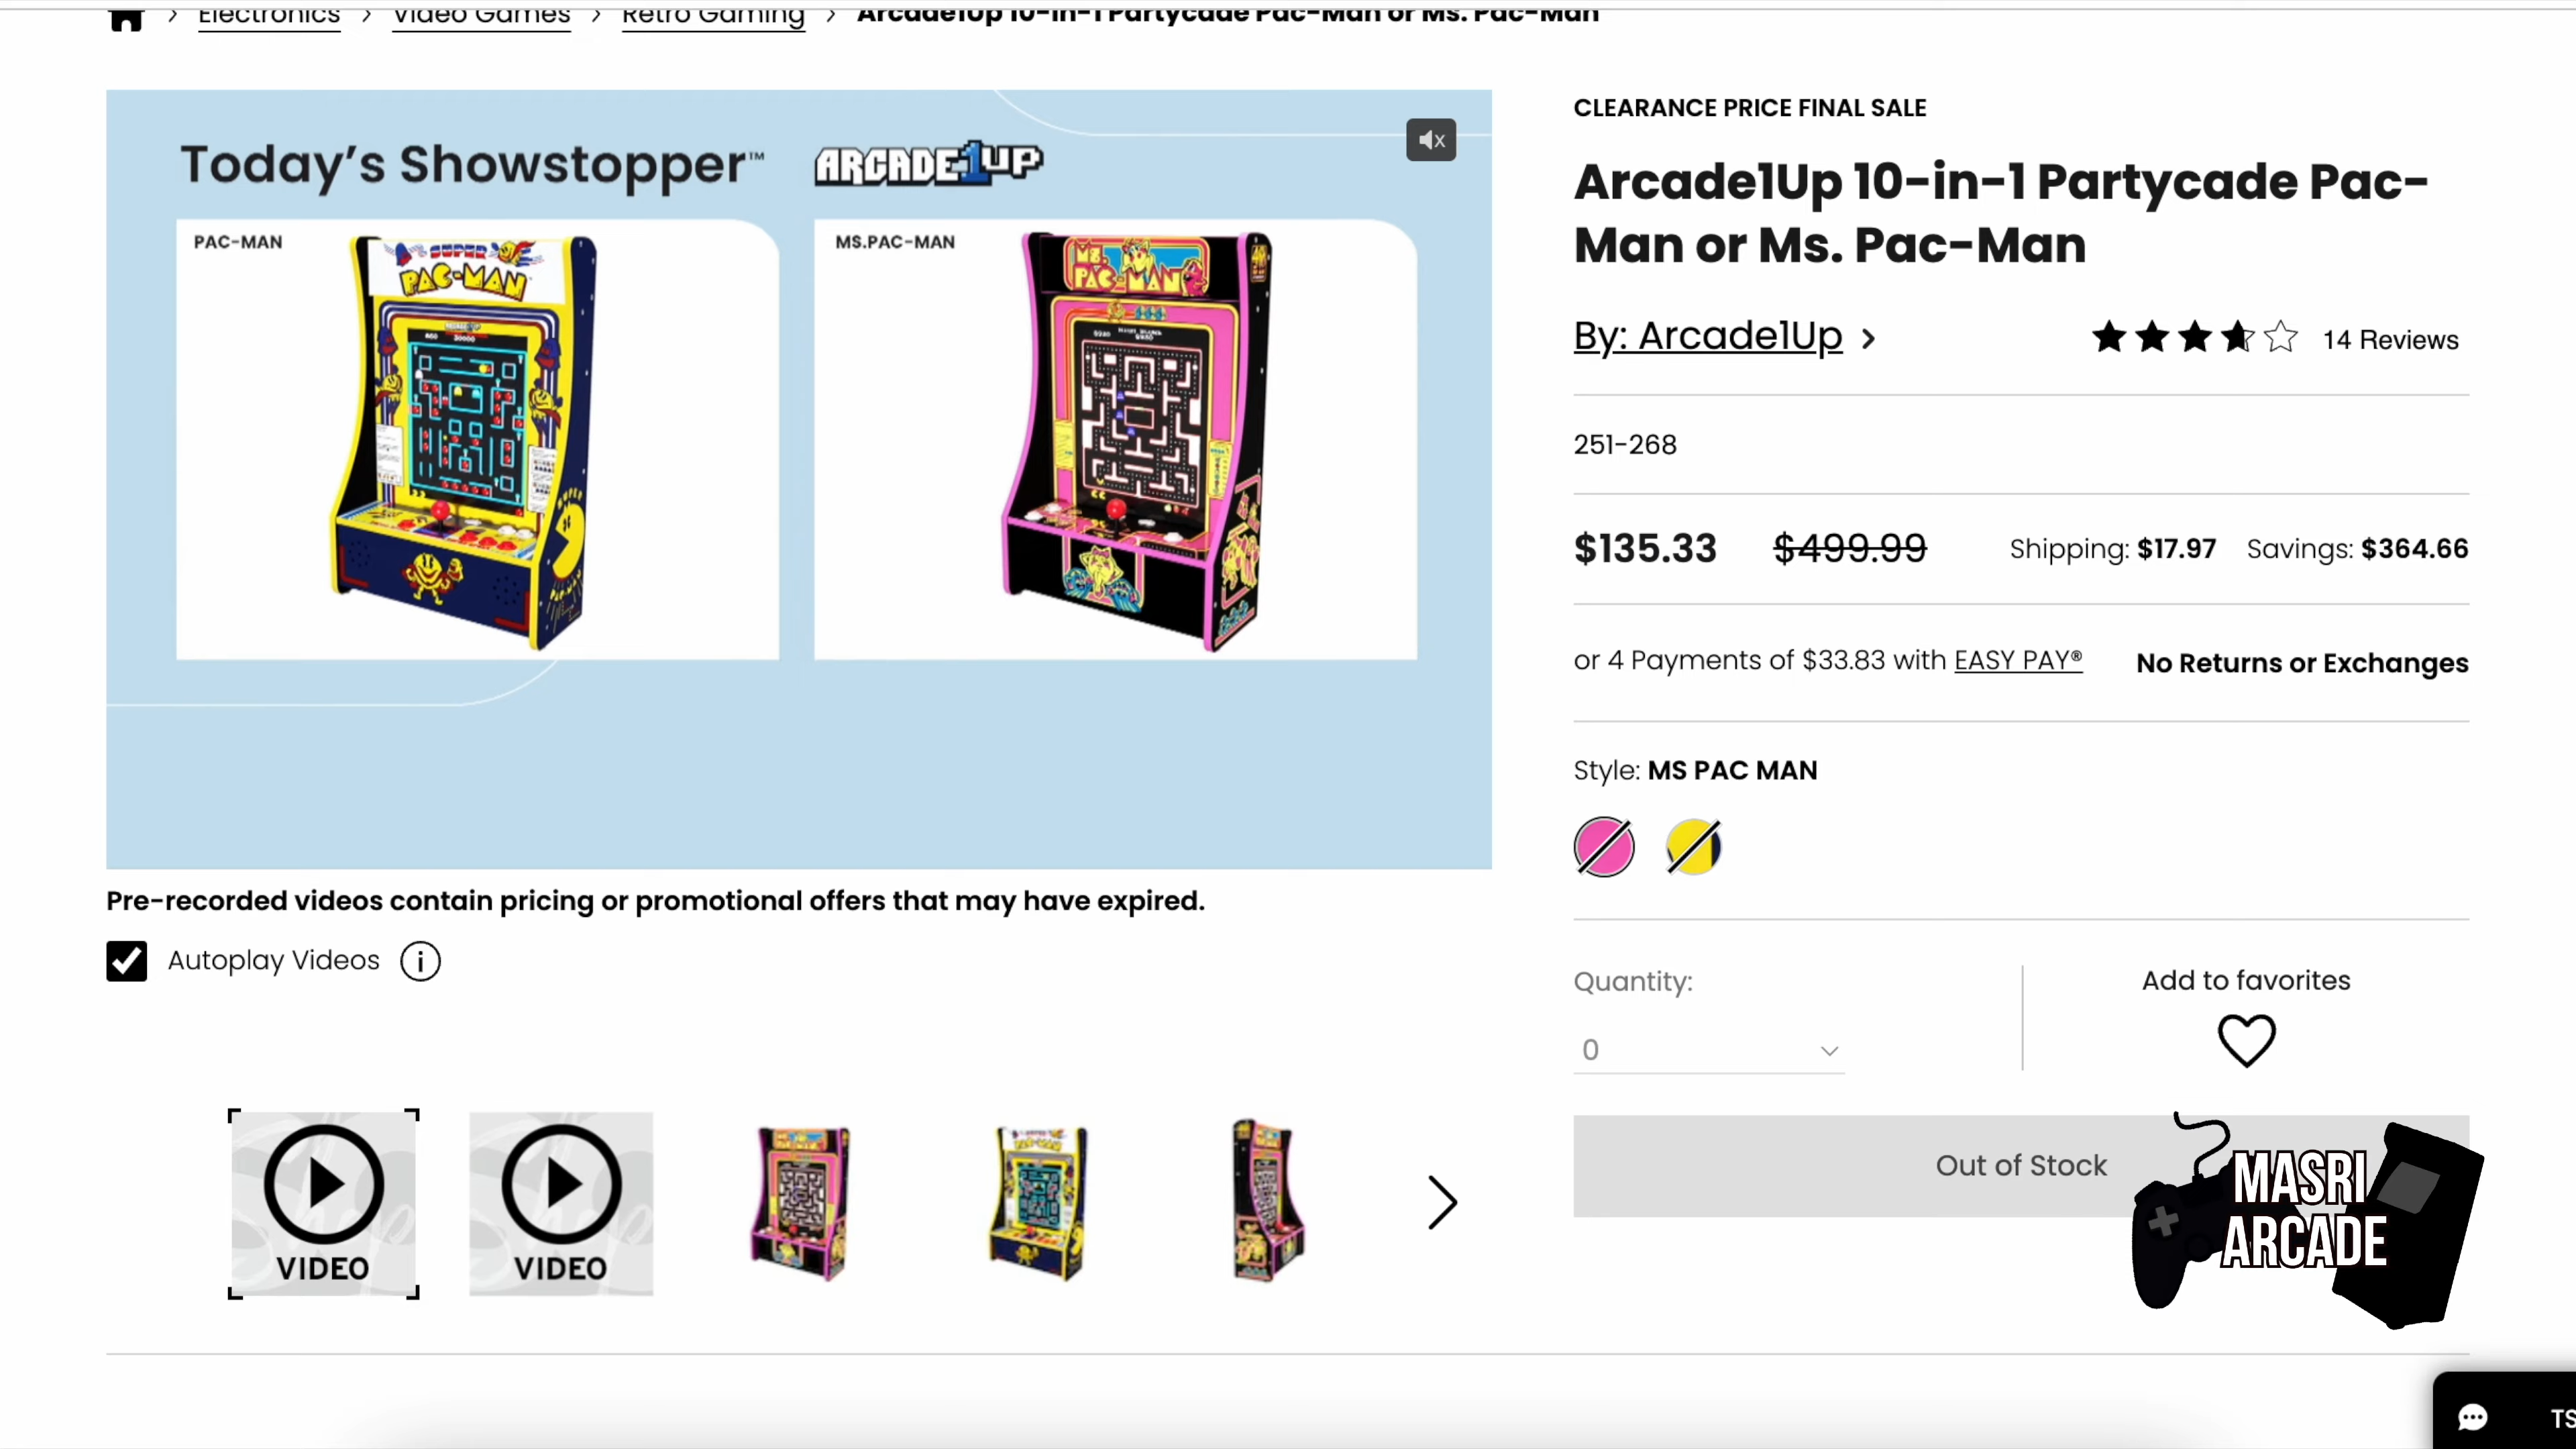 Electronics > Video Games > Retro Gaming > Arcade1Up 10-in-1 Partycade Pac-Man or Ms. Pac-Man
Today's Showstopper™
ARCADE1UP
PAC-MAN
SUPER
PAC-MAN
MS.PAC-MAN
MS.
PAC-MAN
Pre-recorded videos contain pricing or promotional offers that may have expired.
Autoplay Videos
VIDEO
VIDEO
CLEARANCE PRICE FINAL SALE
Arcade1Up 10-in-1 Partycade Pac-
Man or Ms. Pac-Man
By: Arcade1Up >
14 Reviews
251-268
$135.33 $499.99 Shipping: $17.97 Savings: $364.66
or 4 Payments of $33.83 with EASY PAY® No Returns or Exchanges
Style: MS PAC MAN
Quantity:
0
Add to favorites
Out of Stock
MASRI
ARCADE
TS